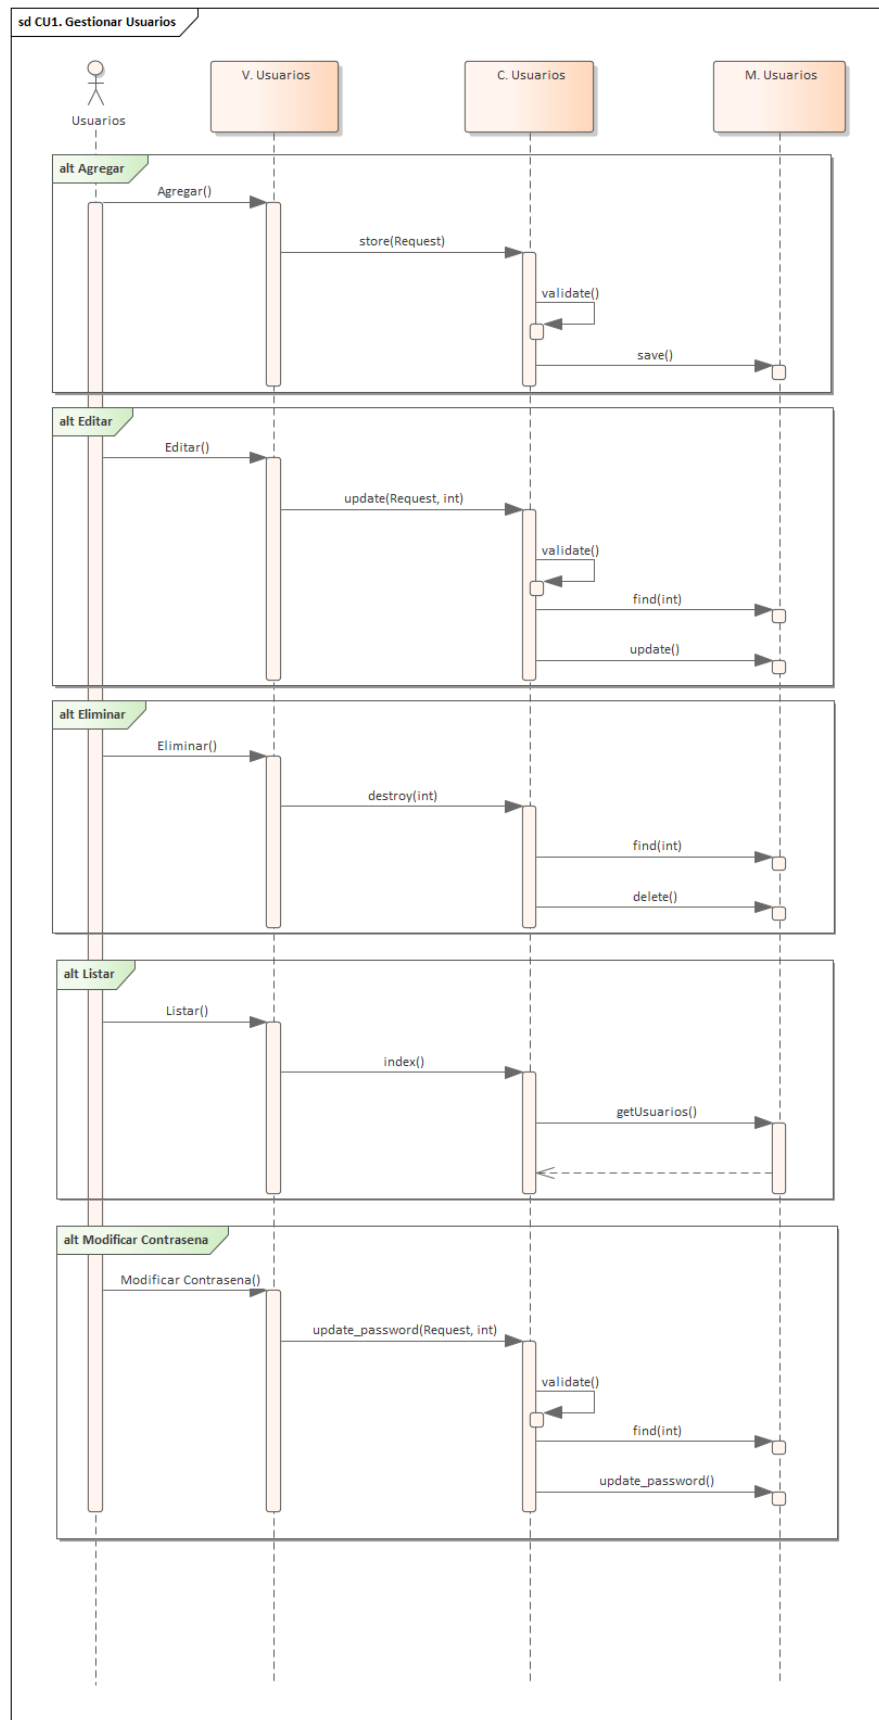 sd CU1. Gestionar Usuarios
Usuarios
V. Usuarios
C. Usuarios
M. Usuarios
alt Agregar
Agregar()
store(Request)
validate()
save()
alt Editar
Editar()
update(Request, int)
validate()
find(int)
update()
alt Eliminar
Eliminar()
destroy(int)
find(int)
delete()
alt Listar
Listar()
index()
getUsuarios()
alt Modificar Contrasena
Modificar Contrasena()
update_password(Request, int)
validate()
find(int)
update_password()